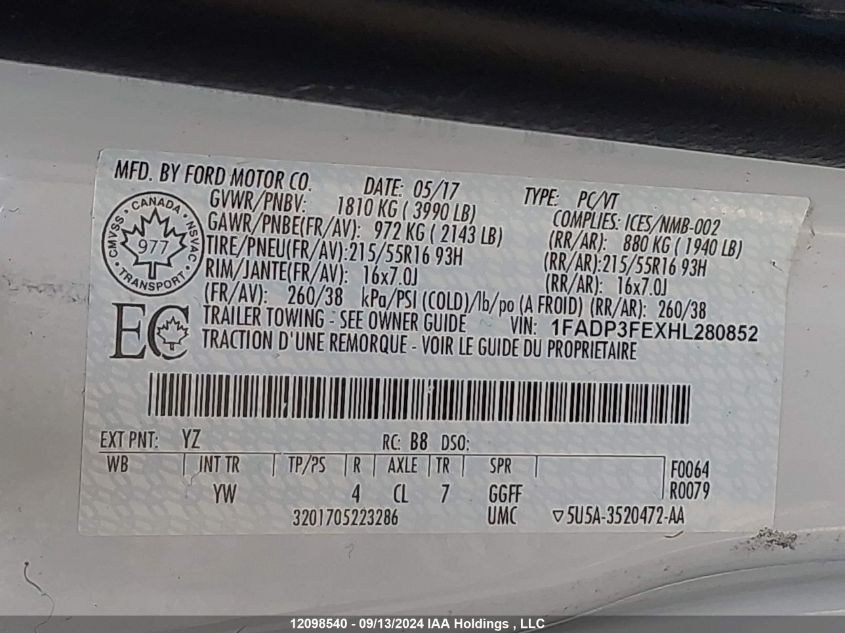 MFD. BY FORD MOTOR CO. DATE: 05/17 TYPE: PC/VT
GVWR/PNBV: 1810 KG ( 3990 LB) COMPLIES: ICES/NMB-002
GAWR/PNBE(FR/AV): 972 KG ( 2143 LB) (RR/AR): 880 KG ( 1940 LB)
TIRE/PNEU(FR/AV):215/55R16 93H (RR/AR):215/55R16 93H
RIM/JANTE(FR/AV): 16x7.0J (RR/AR): 16x7.0J
(FR/AV): 260/38 kPa/PSI (COLD)/lb/po (A FROID) (RR/AR): 260/38
TRAILER TOWING - SEE OWNER GUIDE VIN: 1FADP3FEXHL280852
TRACTION D'UNE REMORQUE - VOIR LE GUIDE DU PROPRIETAIRE
CMVSS • CANADA • NSVAC • TRANSPORT •
977
EC
EXT PNT: YZ RC: B8 DSO:
WB INT TR TP/PS R AXLE TR SPR F0064
YW 4 CL 7 GGFF R0079
3201705223286 UMC ▽5U5A-3520472-AA
12098540 - 09/13/2024 IAA Holdings , LLC